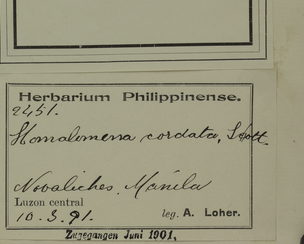 Herbarium Philippinense.
2451.
Homalomena cordata, Schott
Novaliches, Manila
Luzon central
10.3.91. leg. A. Loher.
Zugegangen Juni 1901.